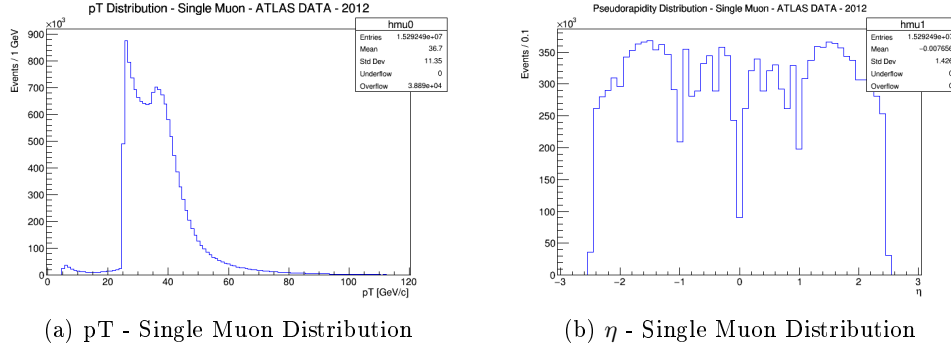 pT Distribution - Single Muon - ATLAS DATA - 2012
×10³
Events / 1 GeV
hmu0
Entries 1.529249e+07
Mean 36.7
Std Dev 11.35
Underflow 0
Overflow 3.889e+04
900
800
700
600
500
400
300
200
100
0
0 20 40 60 80 100 120
pT [GeV/c]
(a) pT - Single Muon Distribution
Pseudorapidity Distribution - Single Muon - ATLAS DATA - 2012
×10³
Events / 0.1
hmu1
Entries 1.529249e+07
Mean −0.007656
Std Dev 1.426
Underflow 0
Overflow 0
350
300
250
200
150
100
50
0
−3 −2 −1 0 1 2 3
η
(b) η - Single Muon Distribution